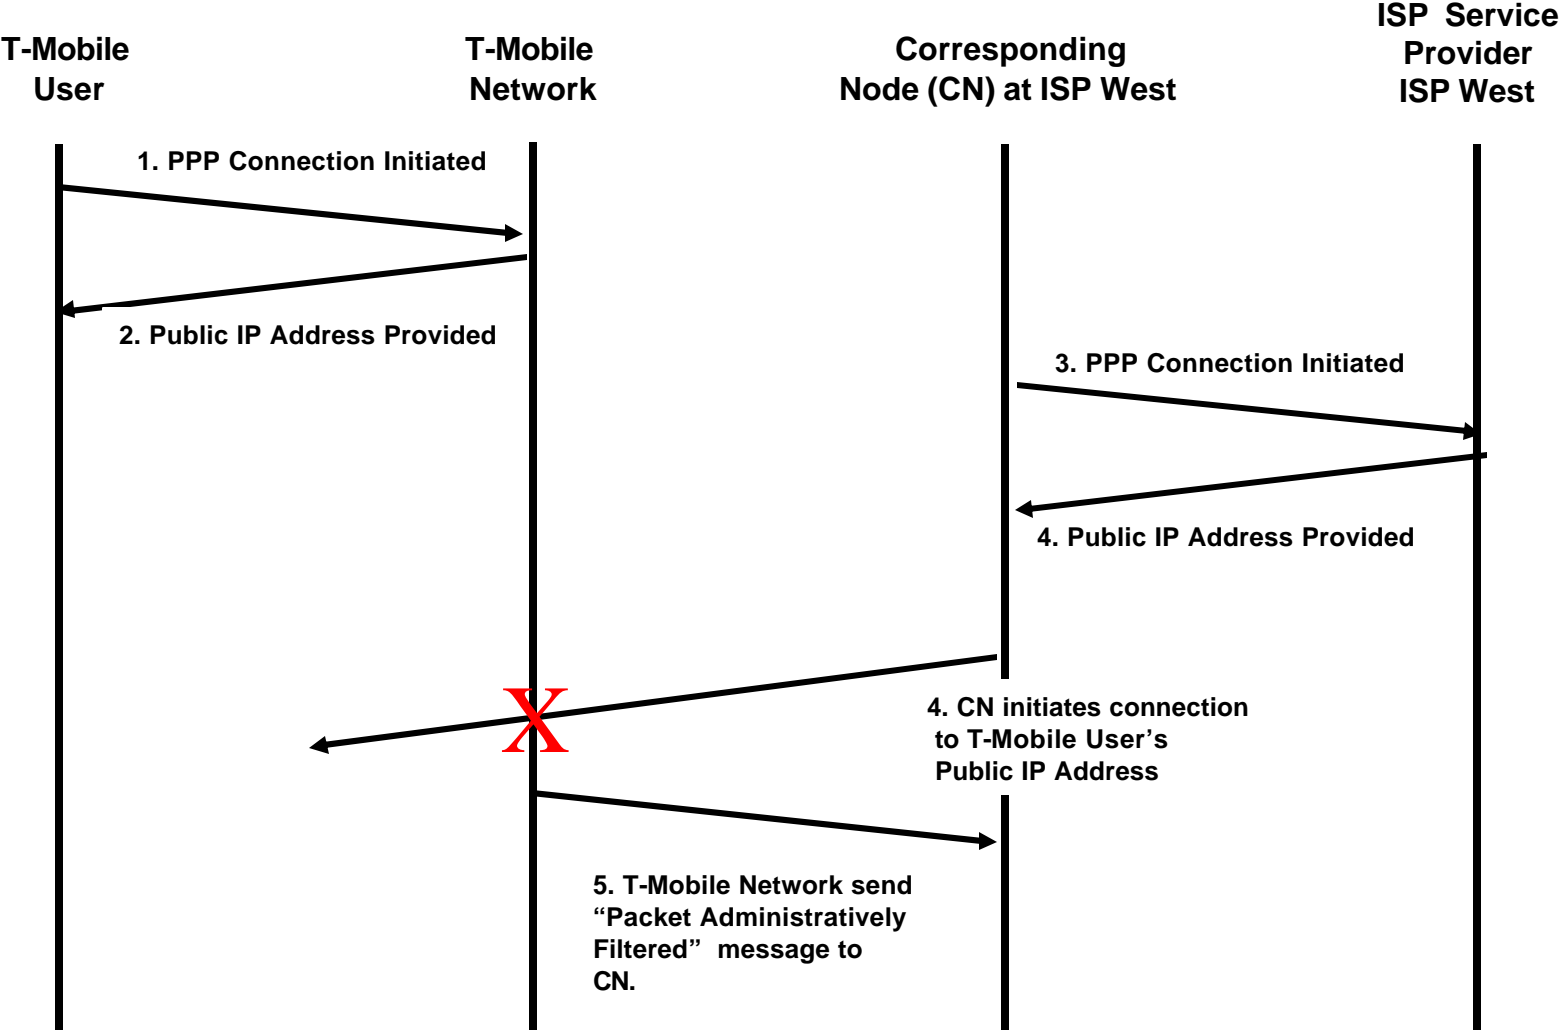 T-Mobile
User
T-Mobile
Network
Corresponding
Node (CN) at ISP West
ISP Service
Provider
ISP West
1. PPP Connection Initiated
2. Public IP Address Provided
3. PPP Connection Initiated
4. Public IP Address Provided
X
4. CN initiates connection
to T-Mobile User’s
Public IP Address
5. T-Mobile Network send
“Packet Administratively
Filtered” message to
CN.